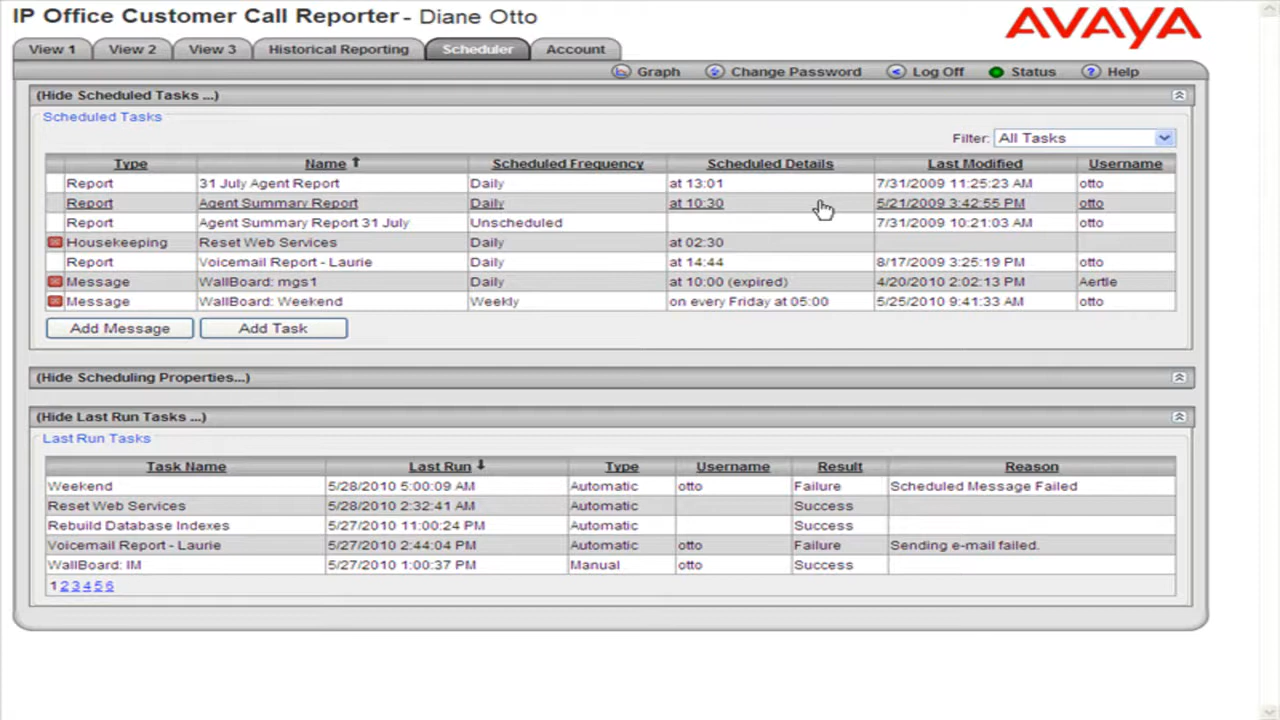 IP Office Customer Call Reporter - Diane Otto
AVAYA
View 1 View 2 View 3 Historical Reporting Scheduler Account
Graph Change Password Log Off Status Help
(Hide Scheduled Tasks ...)
Scheduled Tasks
Filter: All Tasks
Type Name Scheduled Frequency Scheduled Details Last Modified Username
Report 31 July Agent Report Daily at 13:01 7/31/2009 11:25:23 AM otto
Report Agent Summary Report Daily at 10:30 5/21/2009 3:42:55 PM otto
Report Agent Summary Report 31 July Unscheduled 7/31/2009 10:21:03 AM otto
Housekeeping Reset Web Services Daily at 02:30
Report Voicemail Report - Laurie Daily at 14:44 8/17/2009 3:25:19 PM otto
Message WallBoard: mgs1 Daily at 10:00 (expired) 4/20/2010 2:02:13 PM Aertle
Message WallBoard: Weekend Weekly on every Friday at 05:00 5/25/2010 9:41:33 AM otto
Add Message Add Task
(Hide Scheduling Properties...)
(Hide Last Run Tasks ...)
Last Run Tasks
Task Name Last Run Type Username Result Reason
Weekend 5/28/2010 5:00:09 AM Automatic otto Failure Scheduled Message Failed
Reset Web Services 5/28/2010 2:32:41 AM Automatic Success
Rebuild Database Indexes 5/27/2010 11:00:24 PM Automatic Success
Voicemail Report - Laurie 5/27/2010 2:44:04 PM Automatic otto Failure Sending e-mail failed.
WallBoard: IM 5/27/2010 1:00:37 PM Manual otto Success
1 2 3 4 5 6